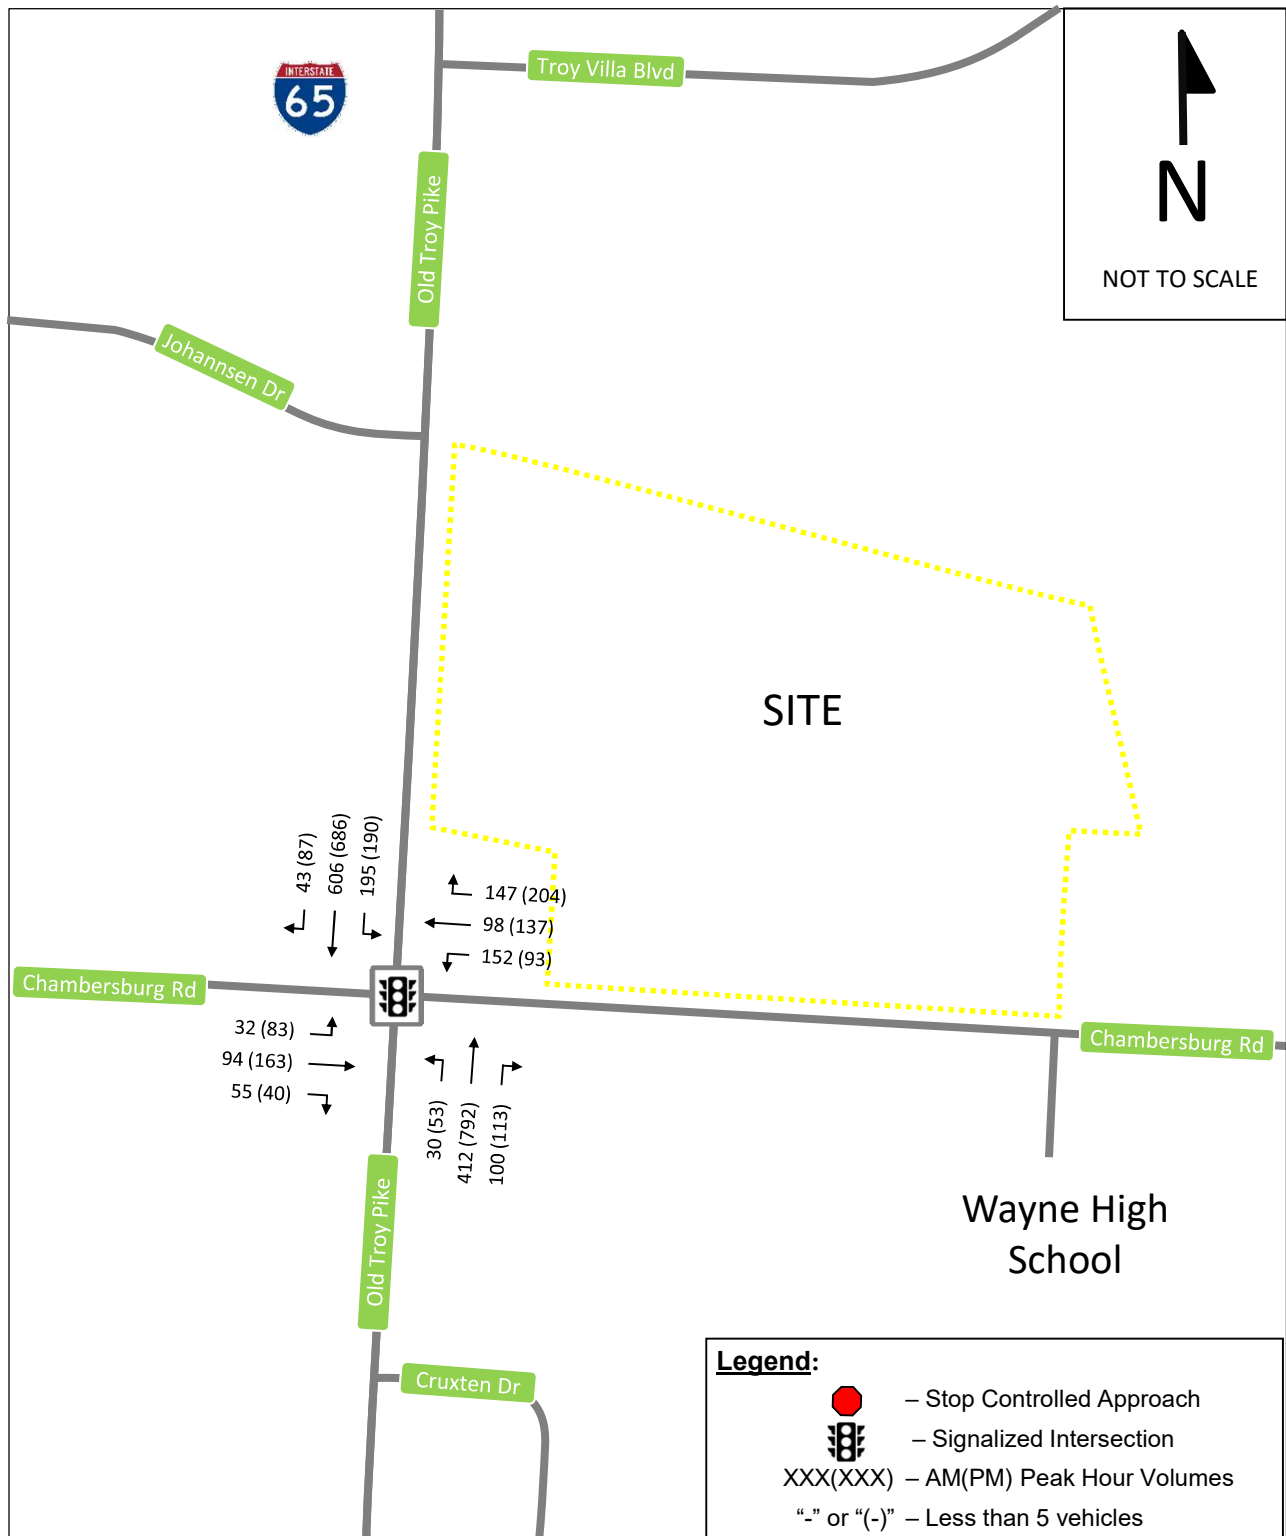 Troy Villa Blvd
INTERSTATE
65
N
NOT TO SCALE
Old Troy Pike
Johannsen Dr
SITE
43 (87)
606 (686)
195 (190)
147 (204)
98 (137)
152 (93)
Chambersburg Rd
32 (83)
94 (163)
55 (40)
30 (53)
412 (792)
100 (113)
Chambersburg Rd
Old Troy Pike
Wayne High
School
Cruxten Dr
Legend:
– Stop Controlled Approach
– Signalized Intersection
XXX(XXX) – AM(PM) Peak Hour Volumes
“-” or “(-)” – Less than 5 vehicles